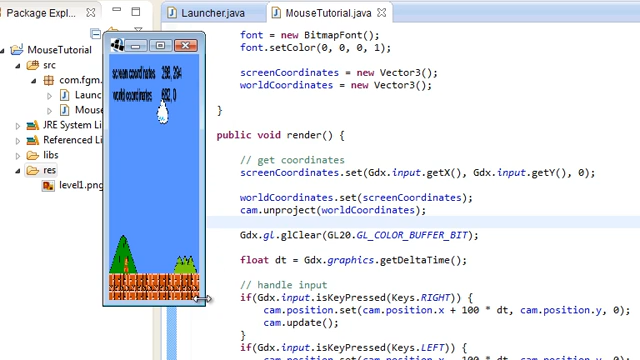 Package Expl
Launcher.java
MouseTutorial.java
MouseTutorial
src
com.fgm.
Launc
Mouse
JRE System Li
Referenced Li
libs
res
level1.png
screen coordinates
world coordinates
font = new BitmapFont();
font.setColor(0, 0, 0, 1);
screenCoordinates = new Vector3();
worldCoordinates = new Vector3();
}
public void render() {
// get coordinates
screenCoordinates.set(Gdx.input.getX(), Gdx.input.getY(), 0);
worldCoordinates.set(screenCoordinates);
cam.unproject(worldCoordinates);
Gdx.gl.glClear(GL20.GL_COLOR_BUFFER_BIT);
float dt = Gdx.graphics.getDeltaTime();
// handle input
if(Gdx.input.isKeyPressed(Keys.RIGHT)) {
cam.position.set(cam.position.x + 100 * dt, cam.position.y, 0);
cam.update();
}
if(Gdx.input.isKeyPressed(Keys.LEFT)) {